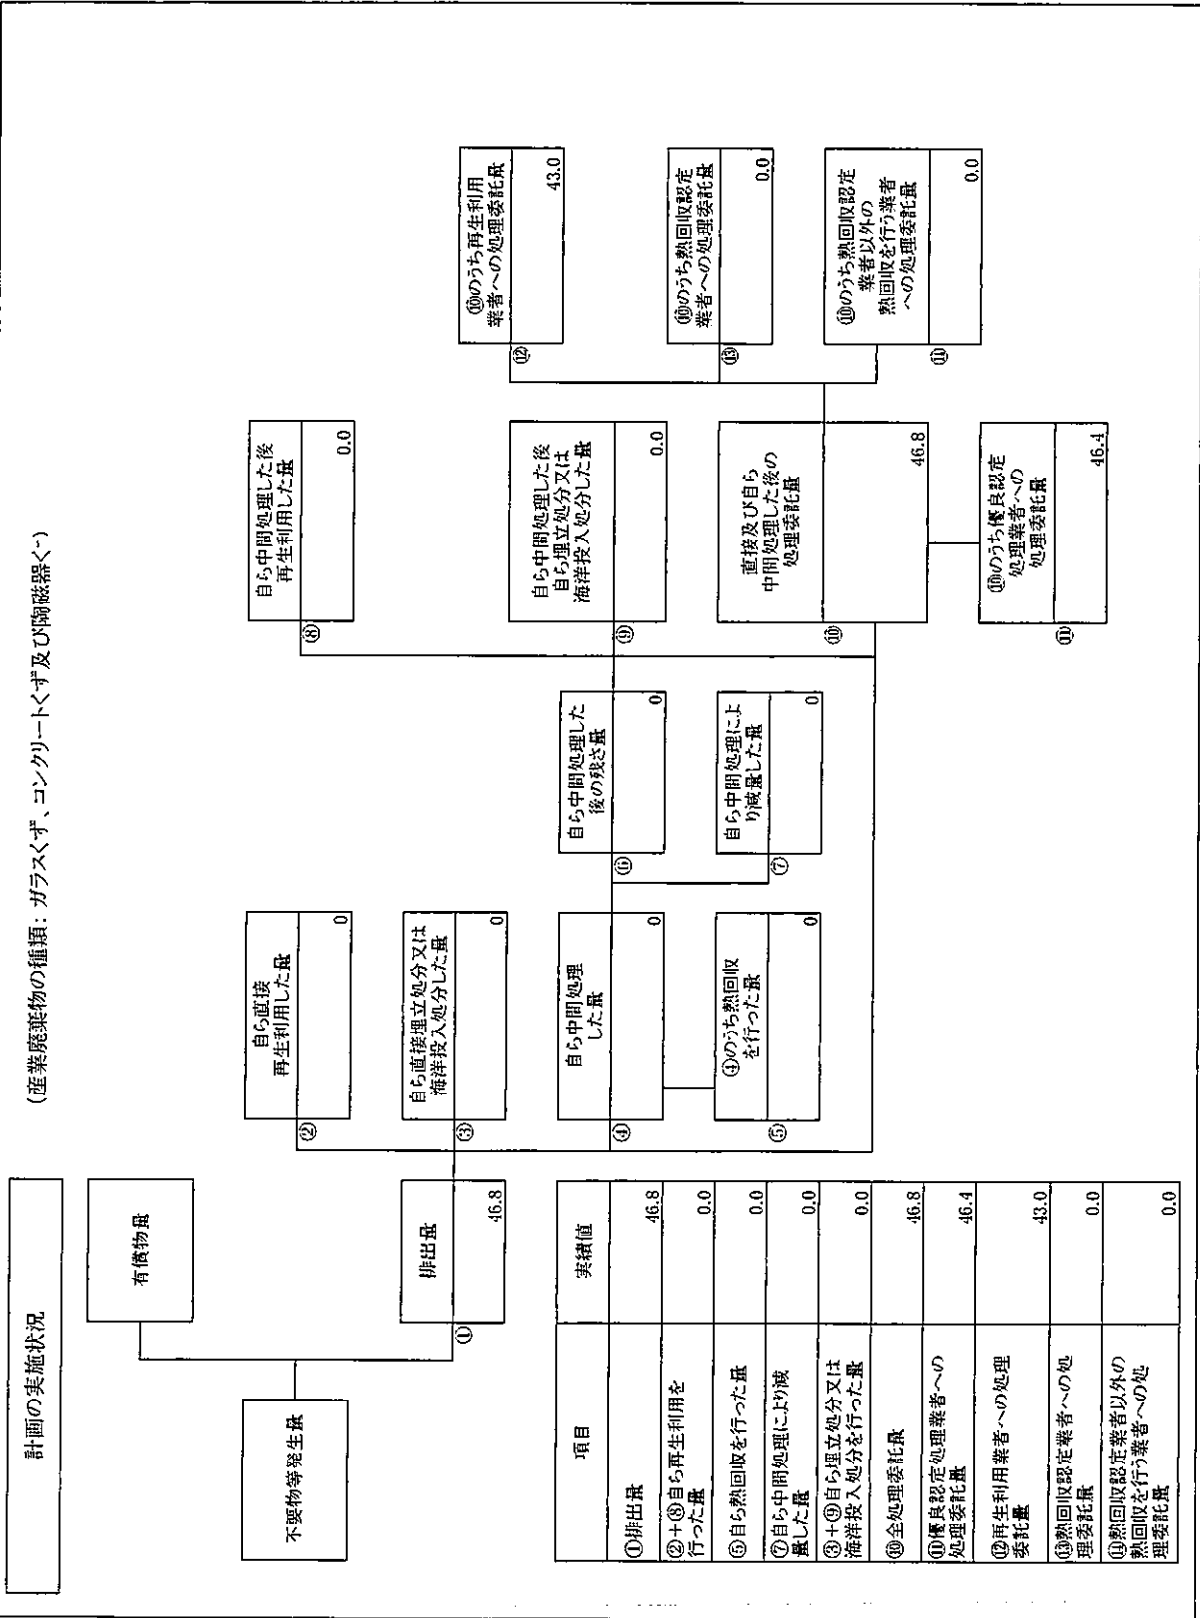 計画の実施状況
(産業廃棄物の種類: ガラスくず、コンクリートくず及び陶磁器く^)
不要物等発生量
有償物量
排出量
①
46.8
自ら直接
再生利用した量
②
0
自ら直接埋立処分又は
海洋投入処分した量
③
0
自ら中間処理
した量
④
0
④のうち熱回収
を行った量
⑤
0
自ら中間処理した
後の残さ量
⑥
0
自ら中間処理によ
り減量した量
⑦
0
自ら中間処理した後
再生利用した量
⑧
0.0
自ら中間処理した後
自ら埋立処分又は
海洋投入処分した量
⑨
0.0
直接及び自ら
中間処理した後の
処理委託量
⑩
46.8
⑩のうち優良認定
処理業者への
処理委託量
⑪
46.4
⑩のうち再生利用
業者への処理委託量
⑫
43.0
⑩のうち熱回収認定
業者への処理委託量
⑬
0.0
⑩のうち熱回収認定
業者以外の
熱回収を行う業者
への処理委託量
0.0
項目
実績値
①排出量
46.8
②+⑧自ら再生利用を
行った量
0.0
⑤自ら熱回収を行った量
0.0
⑦自ら中間処理により減
量した量
0.0
③+⑨自ら埋立処分又は
海洋投入処分を行った量
0.0
⑩全処理委託量
46.8
⑪優良認定処理業者への
処理委託量
46.4
⑫再生利用業者への処理
委託量
43.0
⑬熱回収認定業者への処
理委託量
0.0
⑭熱回収認定業者以外の
熱回収を行う業者への処
理委託量
0.0